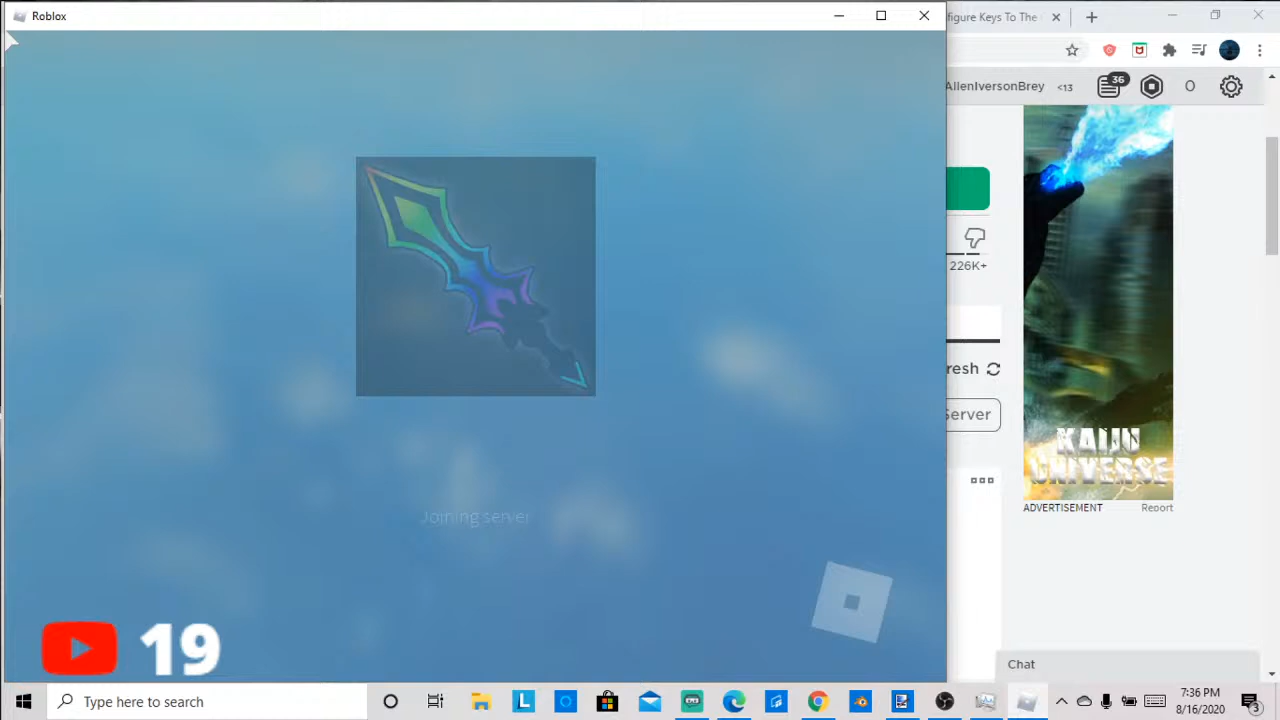 Roblox
figure Keys To The
AllenIversonBrey <13 36 0
226K+
resh
Server
Joining server
KAIJU
UNIVERSE
ADVERTISEMENT Report
19
Chat
Type here to search
7:36 PM
8/16/2020
3